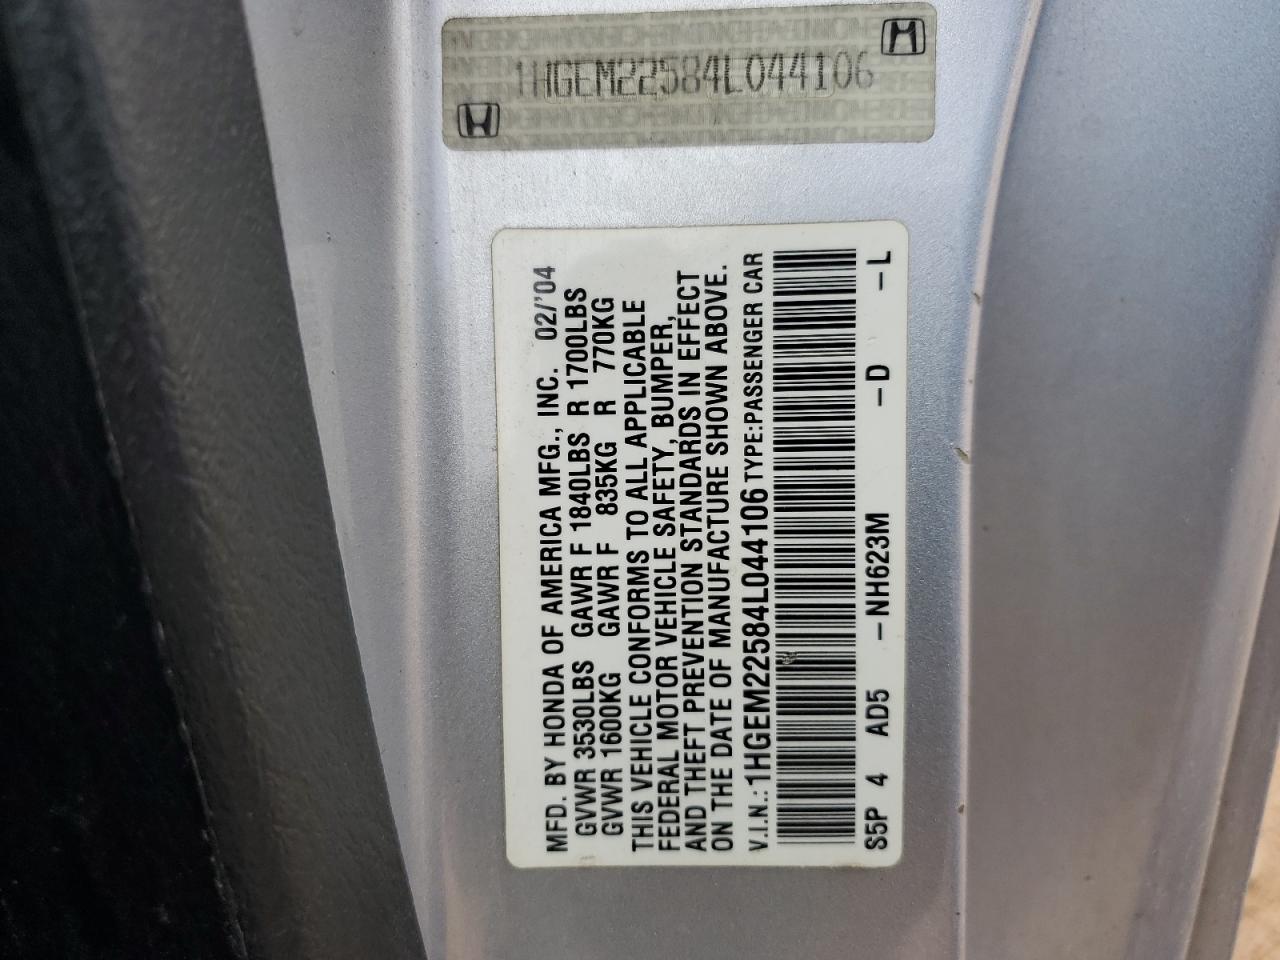 1HGEM22584L044106
MFD. BY HONDA OF AMERICA MFG., INC. 02/'04
GVWR 3530LBS GAWR F 1840LBS R 1700LBS
GVWR 1600KG GAWR F 835KG R 770KG
THIS VEHICLE CONFORMS TO ALL APPLICABLE
FEDERAL MOTOR VEHICLE SAFETY, BUMPER,
AND THEFT PREVENTION STANDARDS IN EFFECT
ON THE DATE OF MANUFACTURE SHOWN ABOVE.
V.I.N.:1HGEM22584L044106 TYPE:PASSENGER CAR
S5P 4 AD5 -NH623M -D -L